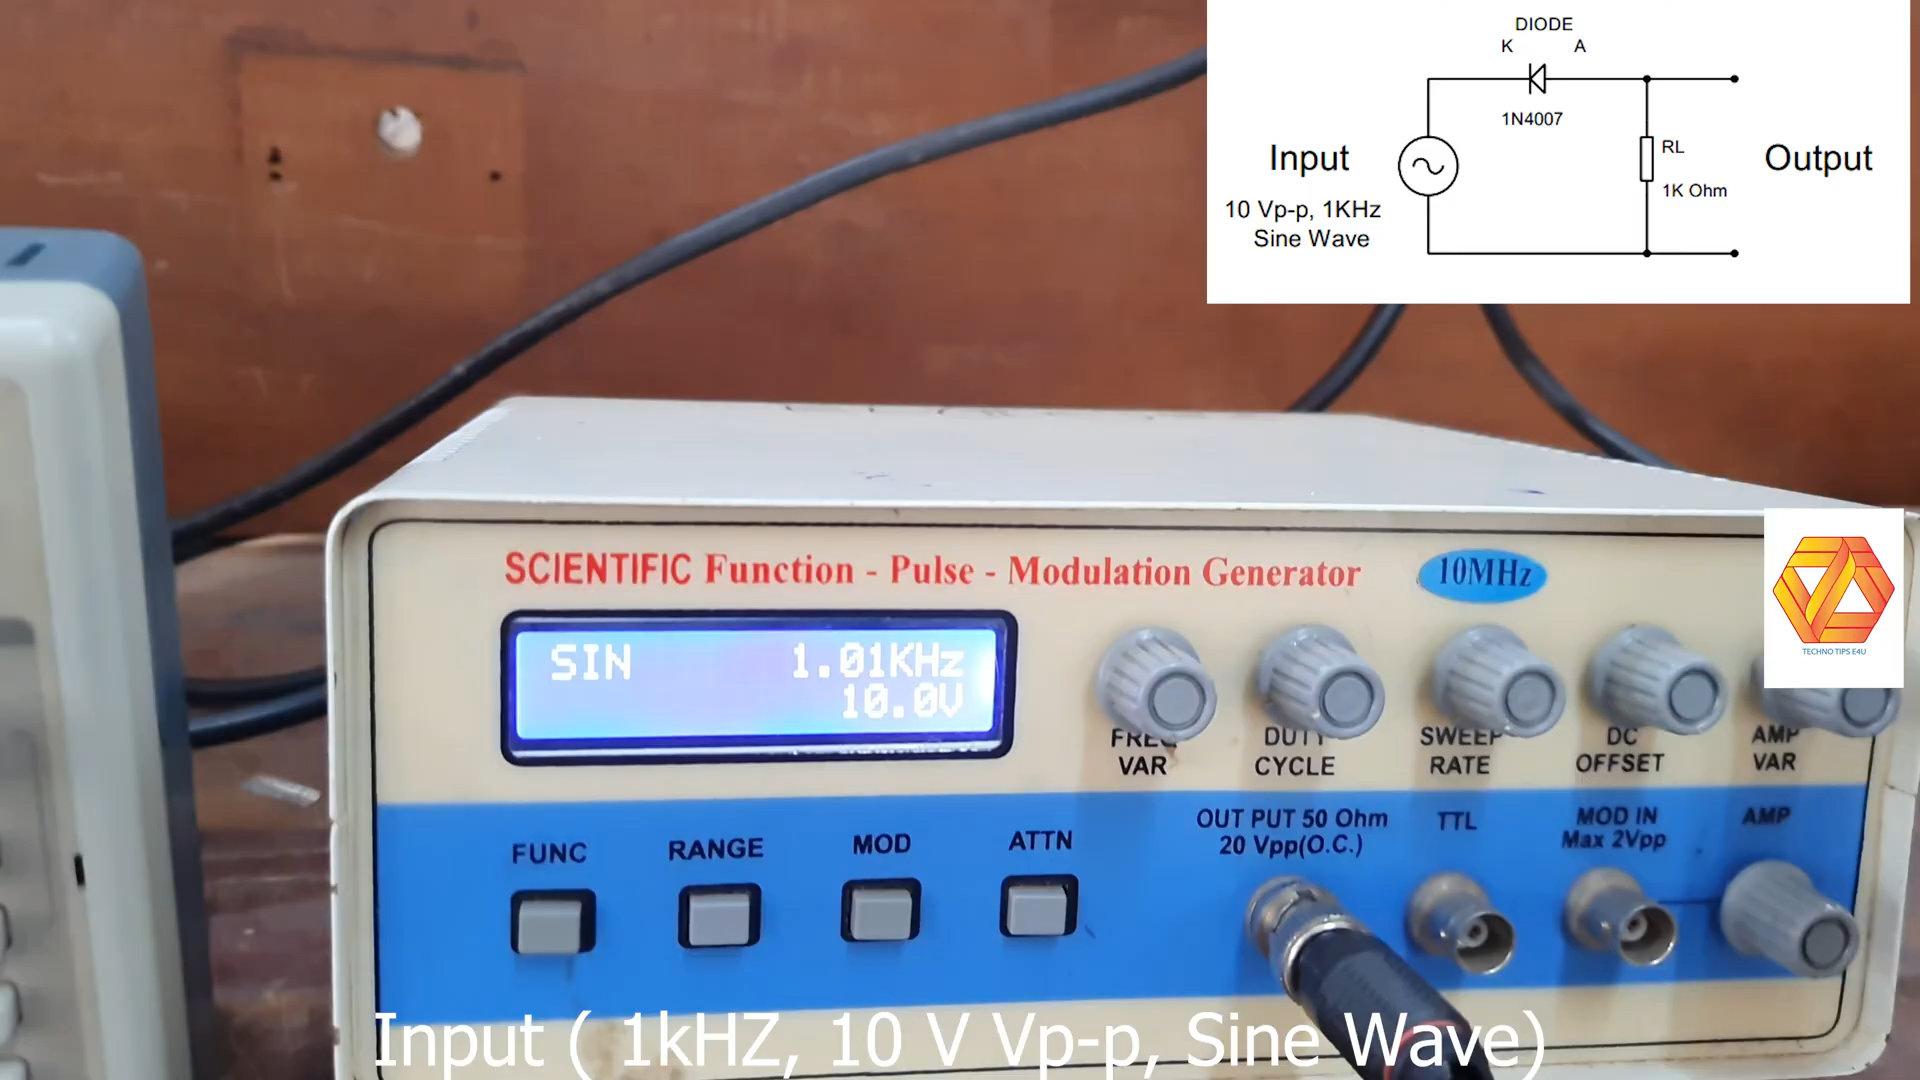 DIODE
K A
1N4007
Input
10 Vp-p, 1KHz
Sine Wave
RL
1K Ohm
Output
SCIENTIFIC Function - Pulse - Modulation Generator
10MHz
TECHNO TIPS E4U
SIN 1.01KHz
10.0V
FREQ VAR
DUTY CYCLE
SWEEP RATE
DC OFFSET
AMP VAR
FUNC
RANGE
MOD
ATTN
OUT PUT 50 Ohm
20 Vpp(O.C.)
TTL
MOD IN
Max 2Vpp
AMP
Input ( 1kHZ, 10 V Vp-p, Sine Wave)